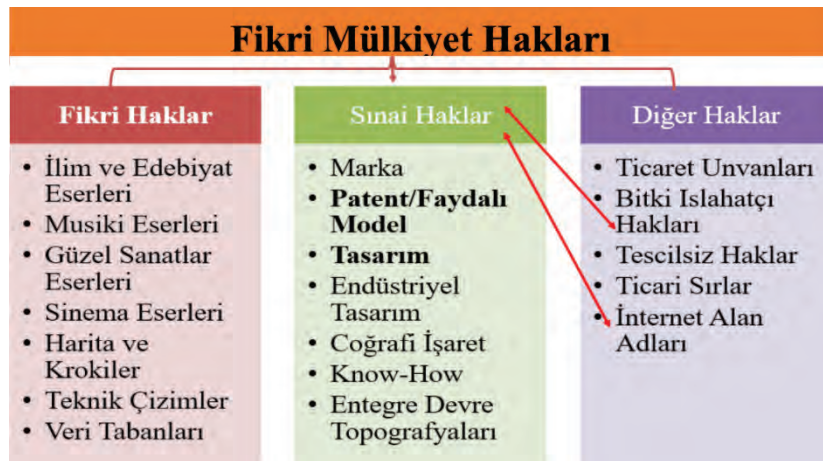 Fikri Mülkiyet Hakları
Fikri Haklar
• İlim ve Edebiyat
Eserleri
• Musiki Eserleri
• Güzel Sanatlar
Eserleri
• Sinema Eserleri
• Harita ve
Krokiler
• Teknik Çizimler
• Veri Tabanları
Sınai Haklar
• Marka
• Patent/Faydalı
Model
• Tasarım
• Endüstriyel
Tasarım
• Coğrafi İşaret
• Know-How
• Entegre Devre
Topografyaları
Diğer Haklar
• Ticaret Unvanları
• Bitki Islahatçı
Hakları
• Tescilsiz Haklar
• Ticari Sırlar
• İnternet Alan
Adları